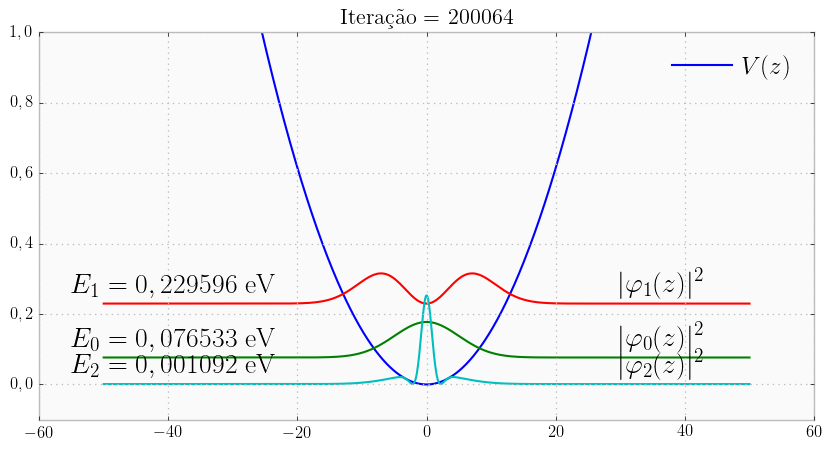 Iteração = 200064
1,0
V(z)
0,8
0,6
0,4
E₁ = 0,229596 eV
|φ₁(z)|²
0,2
E₀ = 0,076533 eV
|φ₀(z)|²
E₂ = 0,001092 eV
|φ₂(z)|²
0,0
−60 −40 −20 0 20 40 60